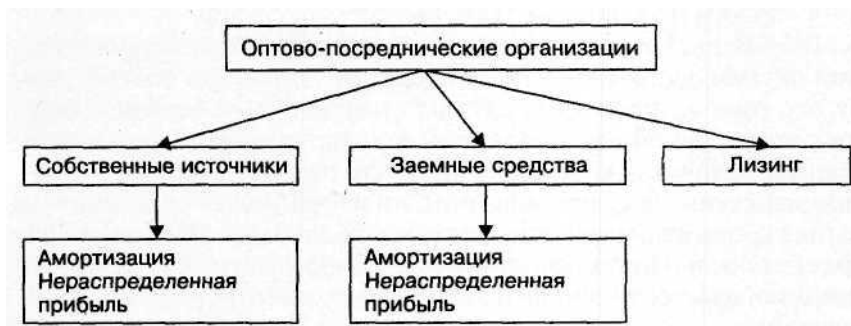 Оптово-посреднические организации
Собственные источники
Заемные средства
Лизинг
Амортизация
Нераспределенная
прибыль
Амортизация
Нераспределенная
прибыль